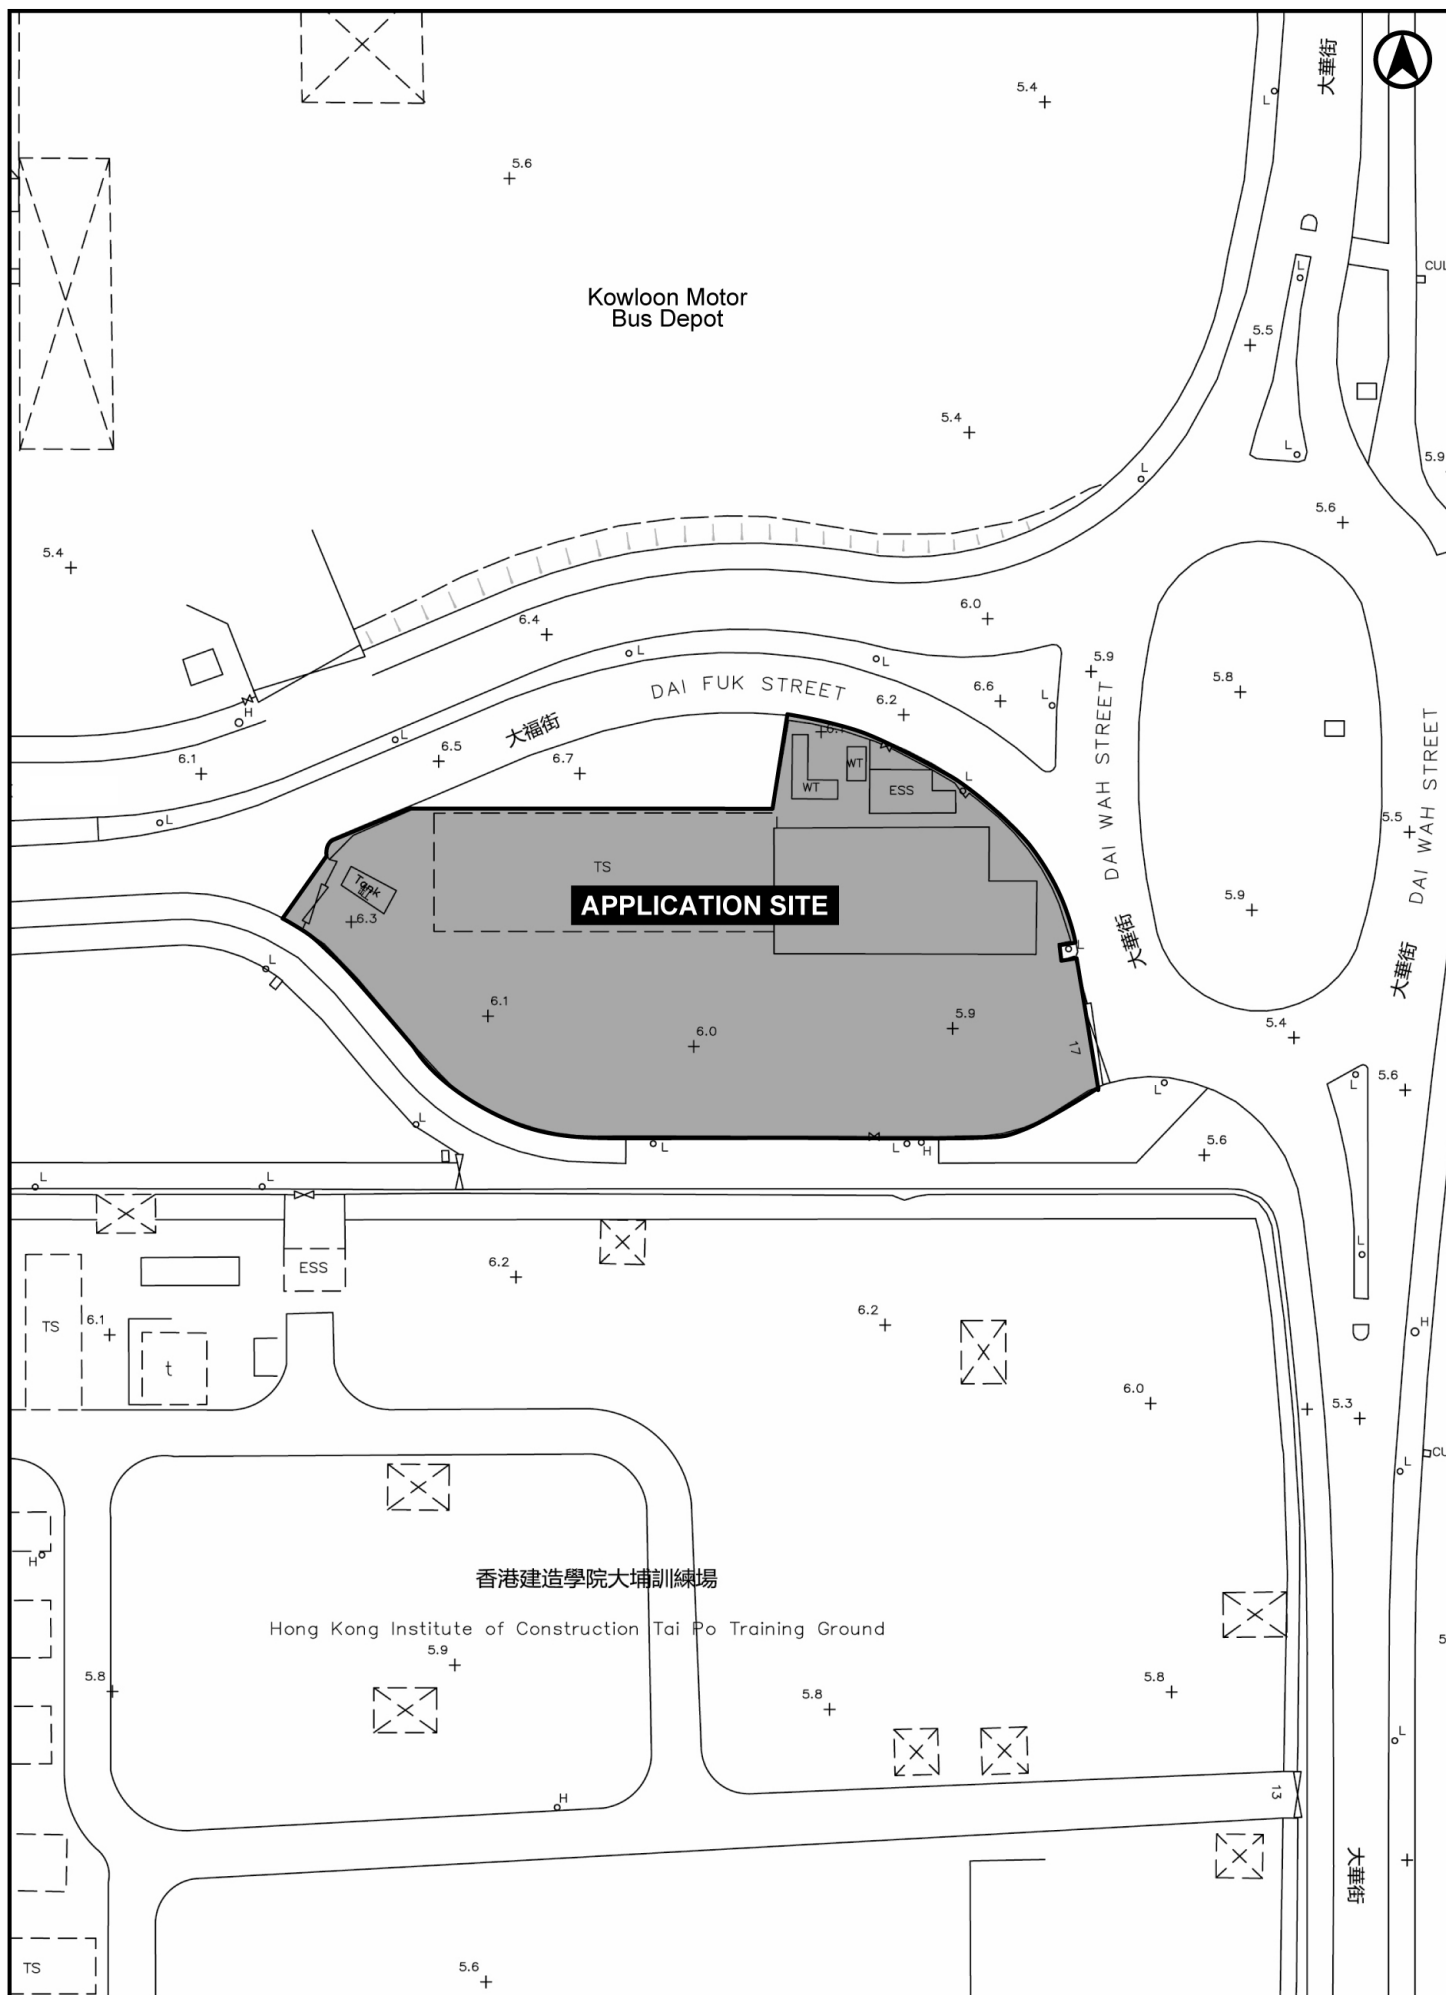 大華街
L
5.4
5.6
D
L
CUL
Kowloon Motor
Bus Depot
5.5
5.4
L
5.9
L
5.6
5.4
6.0
6.4
L
L
5.9
5.8
6.6
L
DAI FUK STREET
6.2
H
大福街
DAI WAH STREET
DAI WAH STREET
L
6.5
6.7
6.1
WT
WT
ESS
L
L
5.5
TS
Tank
APPLICATION SITE
6.3
5.9
大華街
大華街
L
L
6.1
6.0
5.9
5.4
17
L
L
5.6
L
L
L
H
5.6
L
L
ESS
6.2
L
TS
6.1
t
6.2
H
D
6.0
5.3
L
CU
H
香港建造學院大埔訓練場
Hong Kong Institute of Construction Tai Po Training Ground
5.9
5.8
5.8
5.8
L
H
13
大華街
TS
5.6